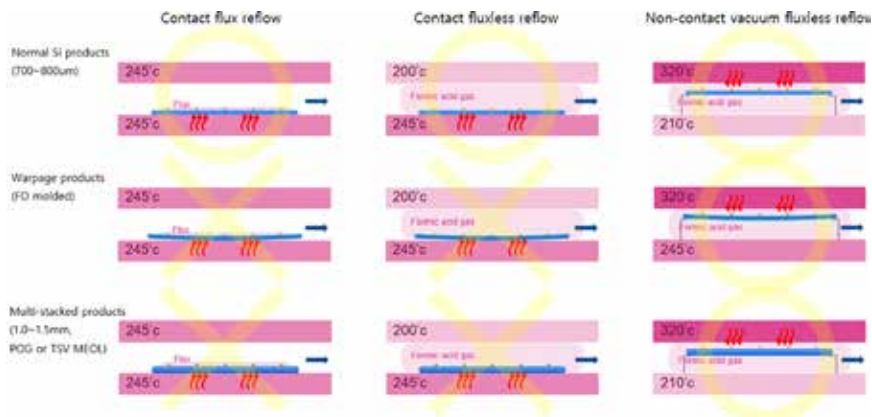 Contact flux reflow
Contact fluxless reflow
Non-contact vacuum fluxless reflow
Normal Si products
(700~800um)
245°c
Flux
245°c
200°c
Formic acid gas
245°c
320°c
Formic acid gas
210°c
Warpage products
(FO molded)
245°c
Flux
245°c
200°c
Formic acid gas
245°c
320°c
Formic acid gas
245°c
Multi-stacked products
(1.0~1.5mm,
POG or TSV MEOL)
245°c
Flux
245°c
200°c
Formic acid gas
245°c
320°c
Formic acid gas
210°c